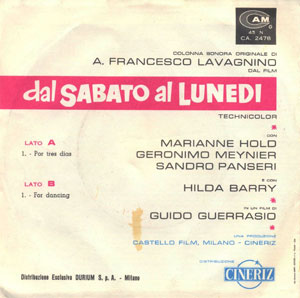 CAM
45 N
CA. 2478
COLONNA SONORA ORIGINALE DI
A. FRANCESCO LAVAGNINO
DAL FILM
dal SABATO al LUNEDI
TECHNICOLOR
CON
LATO A
MARIANNE HOLD
1. - For tres dias
GERONIMO MEYNIER
SANDRO PANSERI
LATO B
E CON
1. - For dancing
HILDA BARRY
IN UN FILM DI
GUIDO GUERRASIO
UNA PRODUZIONE
CASTELLO FILM, MILANO - CINERIZ
DISTRIBUZIONE
CINERIZ
Distribuzione Esclusiva DURIUM S. p. A. - Milano